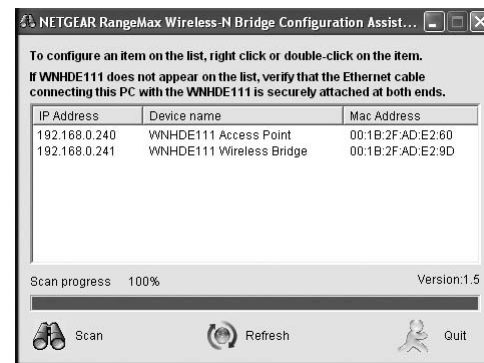 NETGEAR RangeMax Wireless-N Bridge Configuration Assist...
To configure an item on the list, right click or double-click on the item.
If WNHDE111 does not appear on the list, verify that the Ethernet cable
connecting this PC with the WNHDE111 is securely attached at both ends.
IP Address Device name Mac Address
192.168.0.240 WNHDE111 Access Point 00:1B:2F:AD:E2:60
192.168.0.241 WNHDE111 Wireless Bridge 00:1B:2F:AD:E2:9D
Scan progress 100% Version:1.5
Scan Refresh Quit